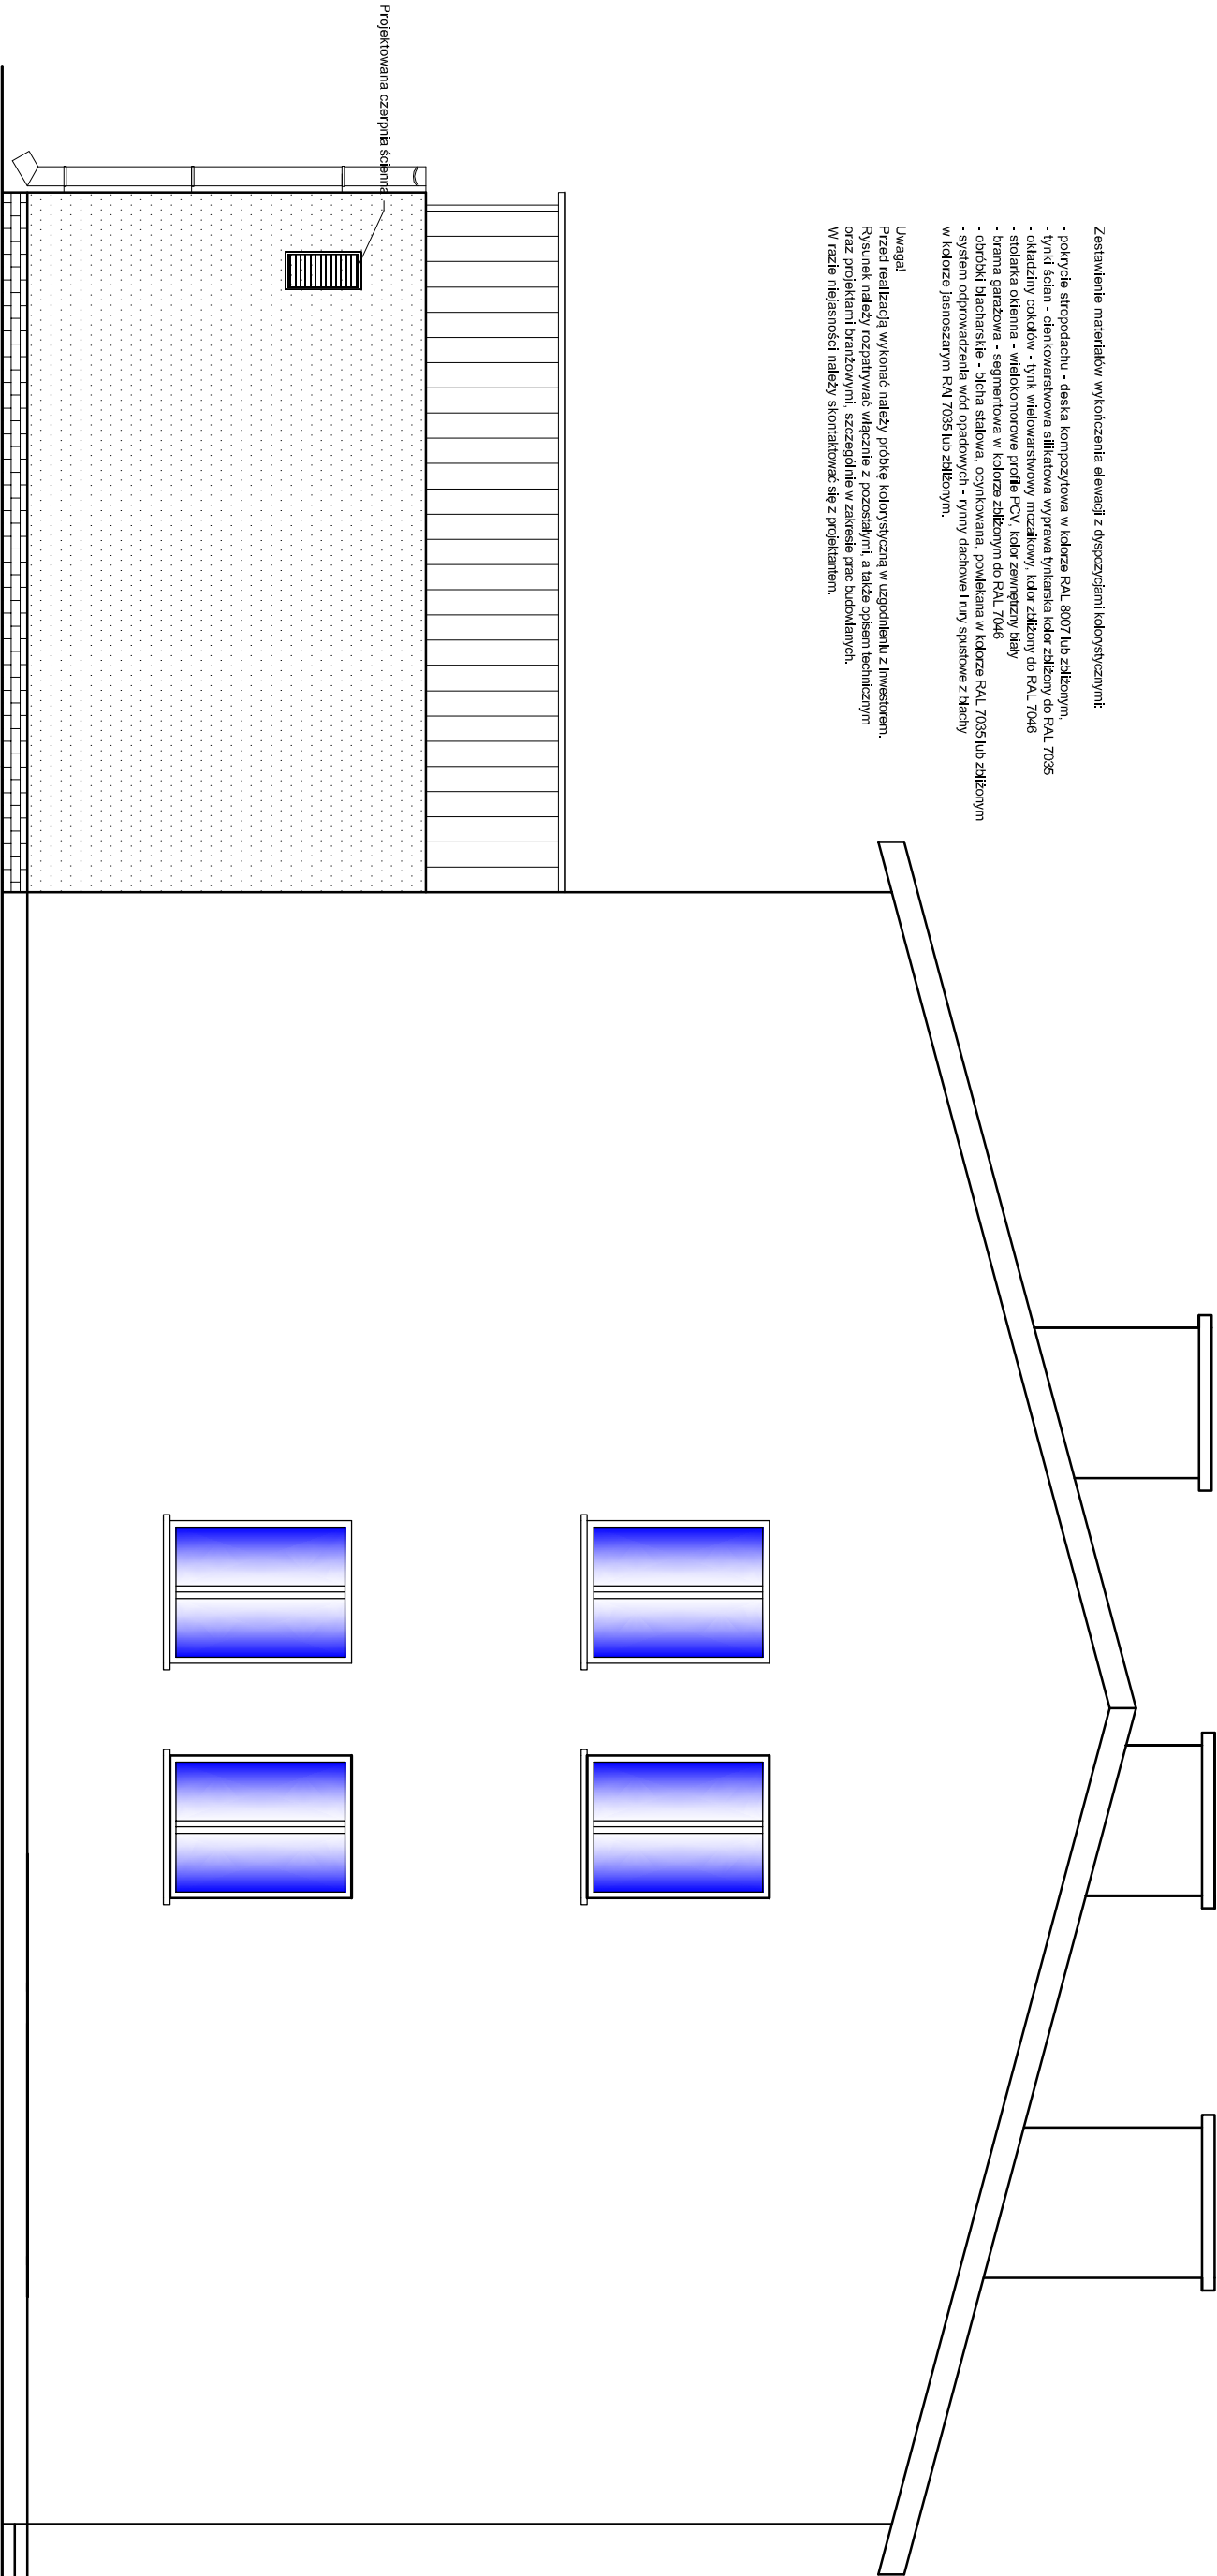 Zestawienie materiałów wykończenia elewacji z dyspozycjami kolorystycznymi:
- pokrycie stropodachu - deska kompozytowa w kolorze RAL 8007 lub zbliżonym,
- tynki ścian - cienkowarstwowa silikatowa wyprawa tynkarska kolor zbliżony do RAL 7035
- okładziny cokołów - tynk wielowarstwowy mozaikowy, kolor zbliżony do RAL 7046
- stolarka okienna - wielokomorowe profile PCV, kolor zewnętrzny biały
- brama garażowa - segmentowa w kolorze zbliżonym do RAL 7046
- obróbki blacharskie - blcha stalowa, ocynkowana, powlekana w kolorze RAL 7035 lub zbliżonym
- system odprowadzenia wód opadowych - rynny dachowe i rury spustowe z blachy
w kolorze jasnoszarym RAl 7035 lub zbliżonym.
Uwaga!
Przed realizacją wykonać należy próbkę kolorystyczną w uzgodnieniu z inwestorem.
Rysunek należy rozpatrywać włącznie z pozostałymi, a także opisem technicznym
oraz projektami branżowymi, szczególnie w zakresie prac budowlanych.
W razie niejasności należy skontaktować się z projektantem.
Projektowana czerpnia ścienna